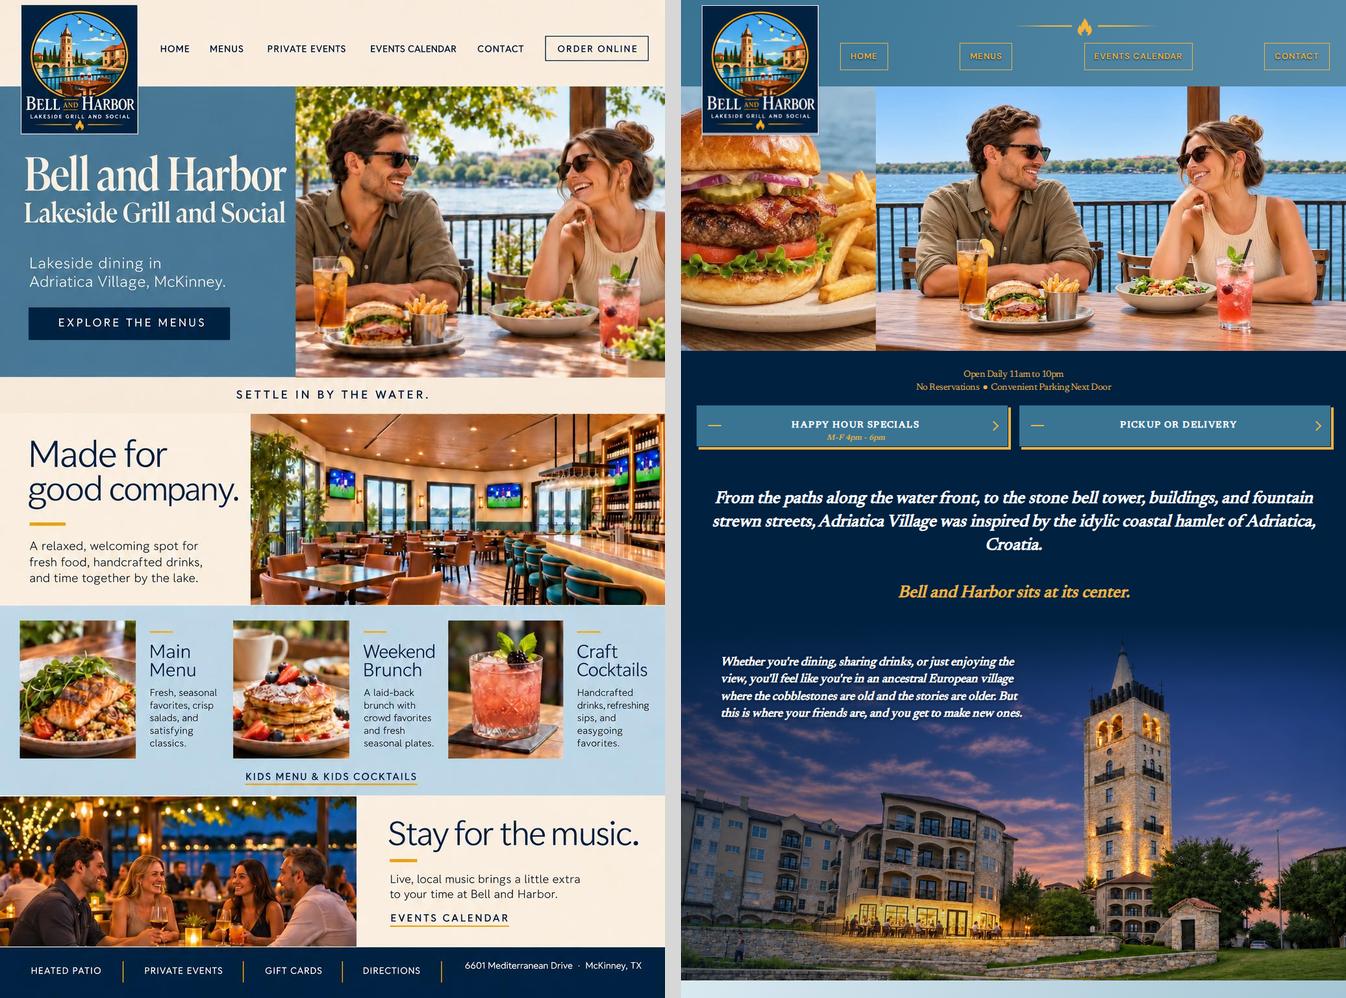 BELL AND HARBOR
LAKESIDE GRILL AND SOCIAL
HOME
MENUS
PRIVATE EVENTS
EVENTS CALENDAR
CONTACT
ORDER ONLINE
Bell and Harbor
Lakeside Grill and Social
Lakeside dining in
Adriatica Village, McKinney.
EXPLORE THE MENUS
SETTLE IN BY THE WATER.
Made for
good company.
A relaxed, welcoming spot for
fresh food, handcrafted drinks,
and time together by the lake.
Main
Menu
Fresh, seasonal
favorites, crisp
salads, and
satisfying
classics.
Weekend
Brunch
A laid-back
brunch with
crowd favorites
and fresh
seasonal plates.
Craft
Cocktails
Handcrafted
drinks, refreshing
sips, and
easygoing
favorites.
KIDS MENU & KIDS COCKTAILS
Stay for the music.
Live, local music brings a little extra
to your time at Bell and Harbor.
EVENTS CALENDAR
HEATED PATIO
PRIVATE EVENTS
GIFT CARDS
DIRECTIONS
6601 Mediterranean Drive · McKinney, TX
BELL AND HARBOR
LAKESIDE GRILL AND SOCIAL
HOME
MENUS
EVENTS CALENDAR
CONTACT
Open Daily 11am to 10pm
No Reservations ● Convenient Parking Next Door
HAPPY HOUR SPECIALS
M-F 4pm - 6pm
PICKUP OR DELIVERY
From the paths along the water front, to the stone bell tower, buildings, and fountain
strewn streets, Adriatica Village was inspired by the idylic coastal hamlet of Adriatica,
Croatia.
Bell and Harbor sits at its center.
Whether you're dining, sharing drinks, or just enjoying the
view, you'll feel like you're in an ancestral European village
where the cobblestones are old and the stories are older. But
this is where your friends are, and you get to make new ones.